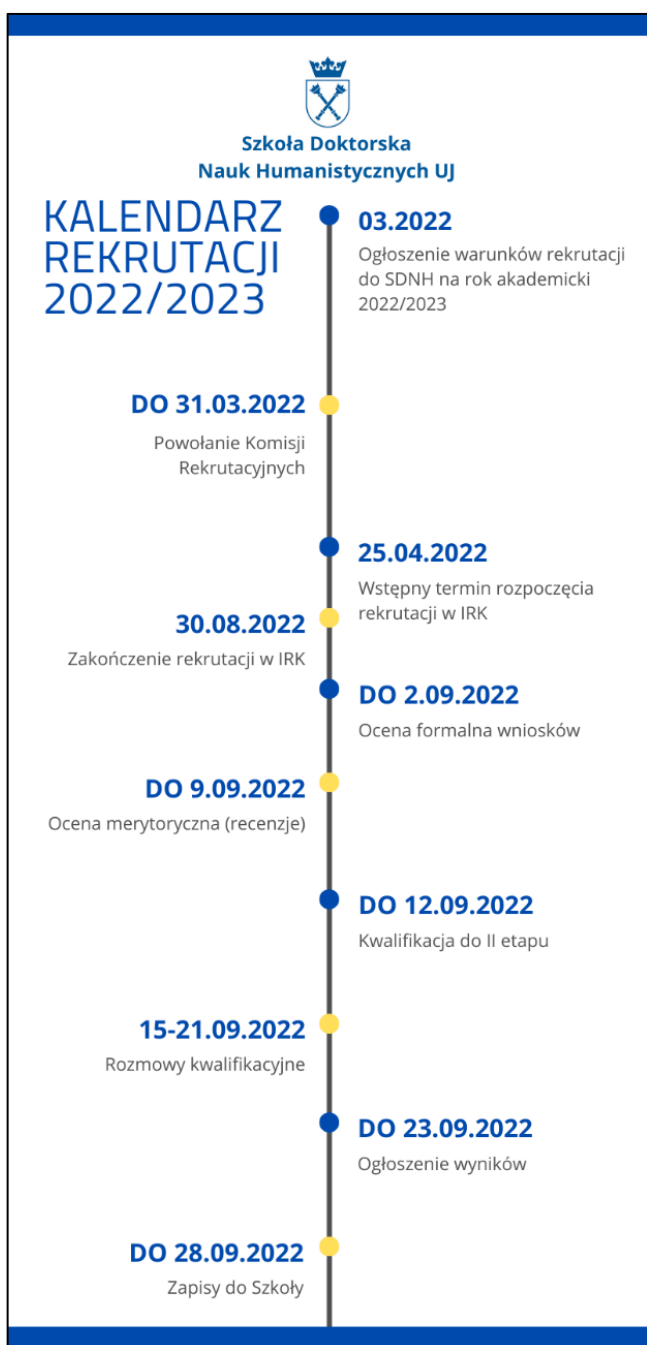 Szkoła Doktorska
Nauk Humanistycznych UJ
KALENDARZ
REKRUTACJI
2022/2023
03.2022
Ogłoszenie warunków rekrutacji
do SDNH na rok akademicki
2022/2023
DO 31.03.2022
Powołanie Komisji
Rekrutacyjnych
25.04.2022
Wstępny termin rozpoczęcia
rekrutacji w IRK
30.08.2022
Zakończenie rekrutacji w IRK
DO 2.09.2022
Ocena formalna wniosków
DO 9.09.2022
Ocena merytoryczna (recenzje)
DO 12.09.2022
Kwalifikacja do II etapu
15-21.09.2022
Rozmowy kwalifikacyjne
DO 23.09.2022
Ogłoszenie wyników
DO 28.09.2022
Zapisy do Szkoły